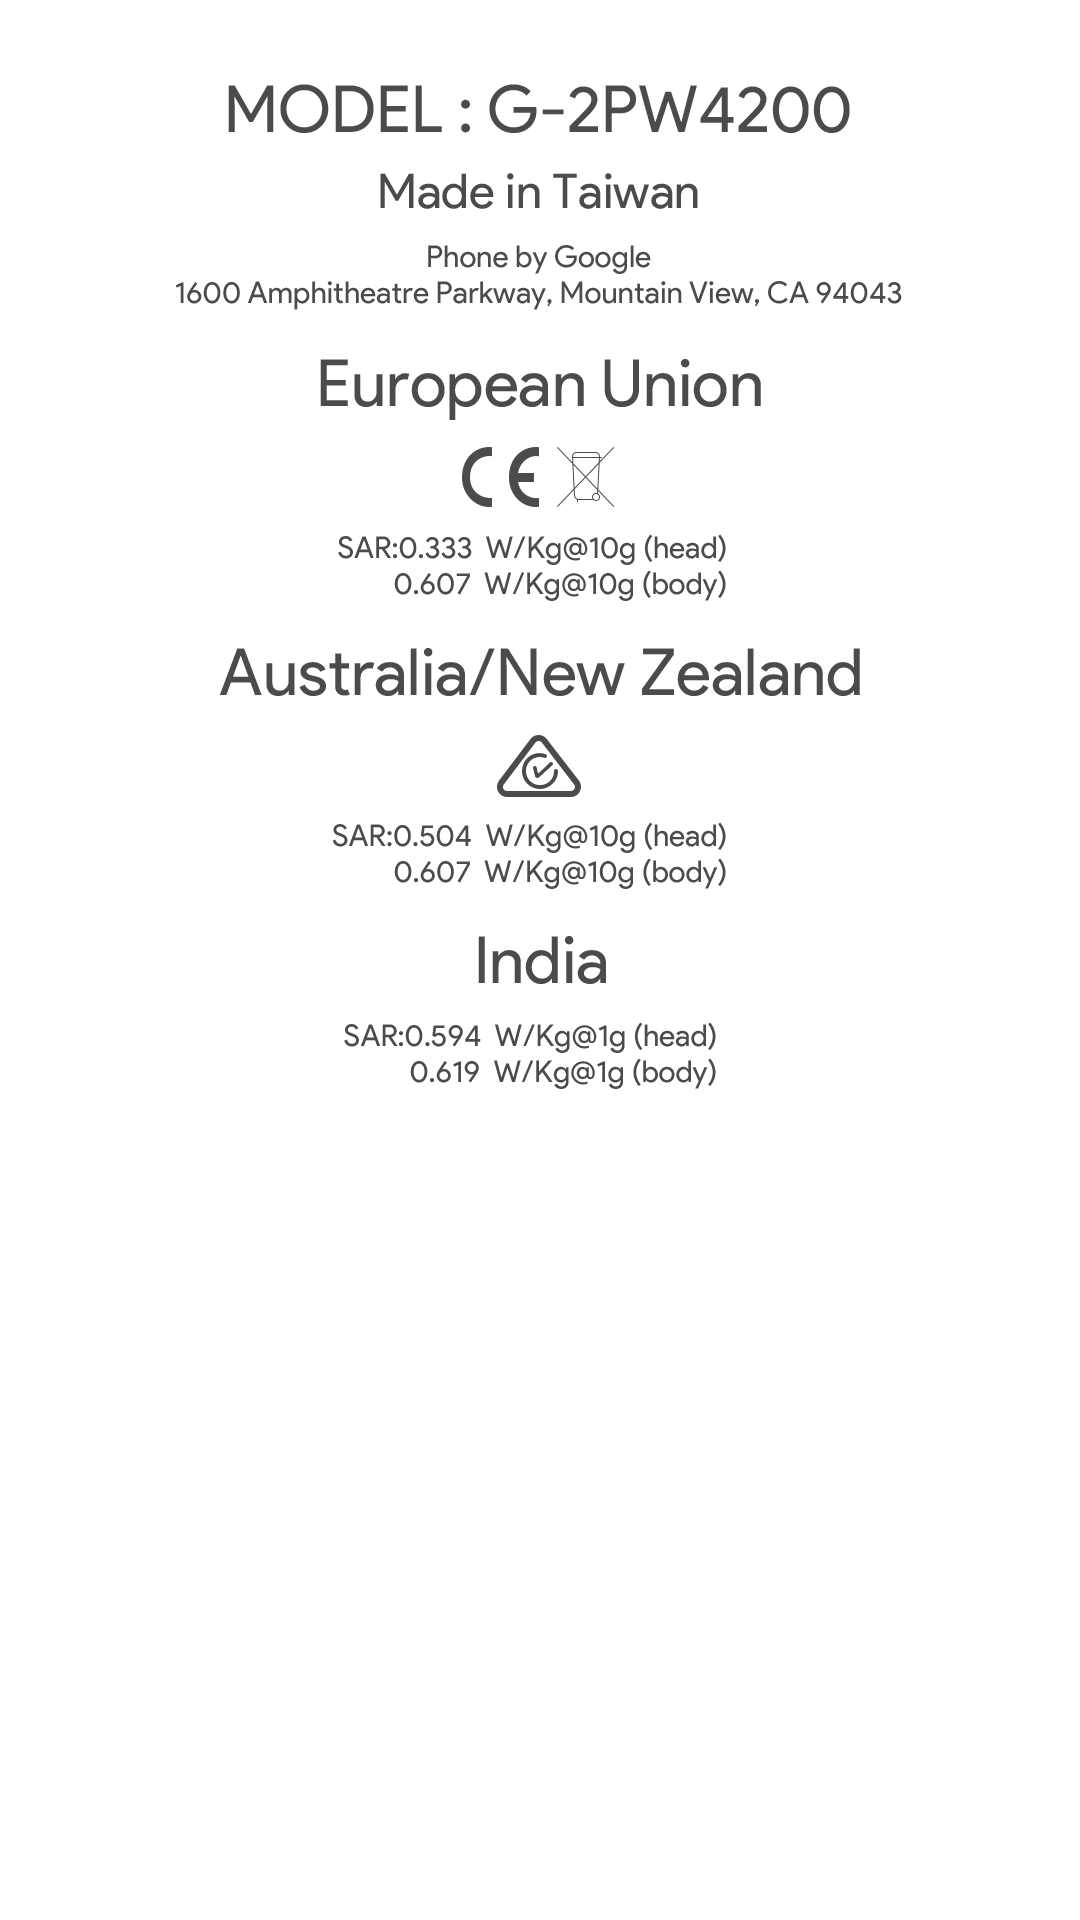 MODEL : G-2PW4200
Made in Taiwan
Phone by Google
1600 Amphitheatre Parkway, Mountain View, CA 94043
European Union
CE
SAR:0.333 W/Kg@10g (head)
0.607 W/Kg@10g (body)
Australia/New Zealand
SAR:0.504 W/Kg@10g (head)
0.607 W/Kg@10g (body)
India
SAR:0.594 W/Kg@1g (head)
0.619 W/Kg@1g (body)